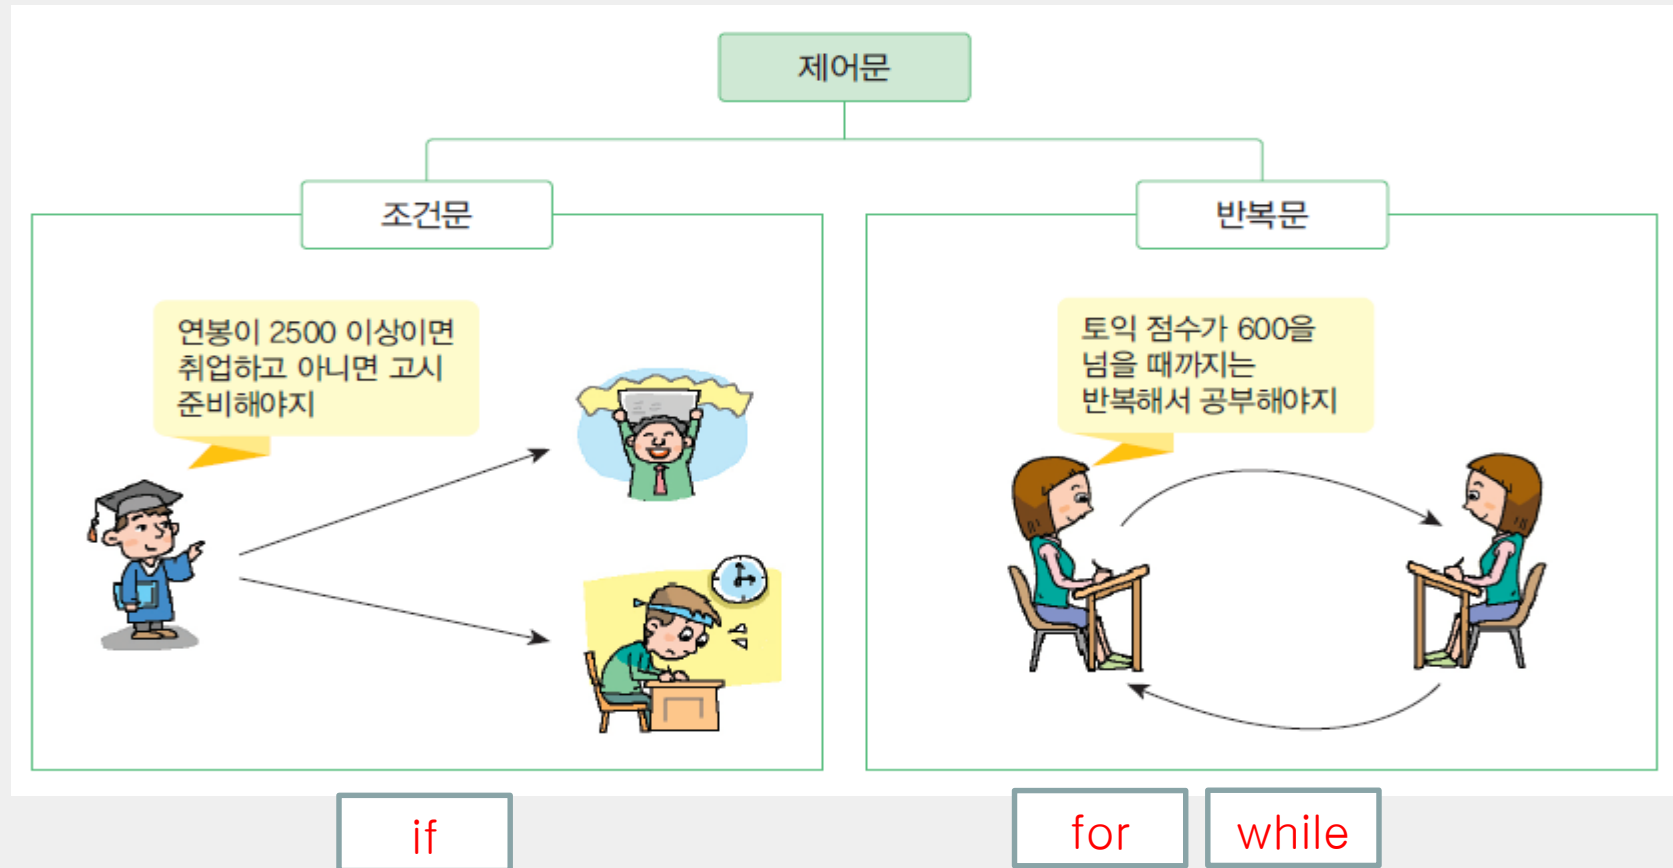 제어문
조건문
반복문
연봉이 2500 이상이면
취업하고 아니면 고시
준비해야지
토익 점수가 600을
넘을 때까지는
반복해서 공부해야지
if
for
while